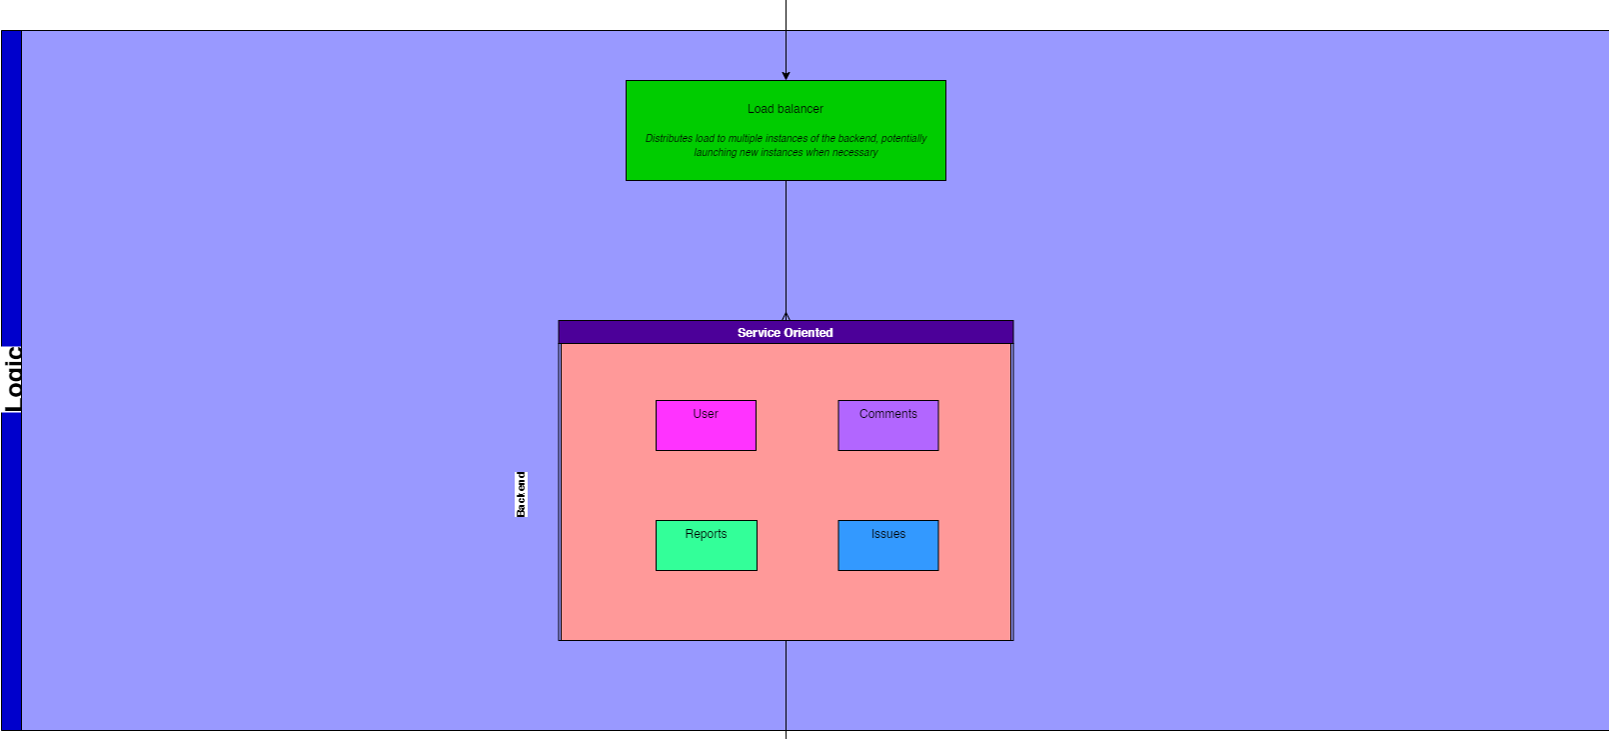 Load balancer
Distributes load to multiple instances of the backend, potentially
launching new instances when necessary
Service Oriented
Logic
User
Comments
Backend
Reports
Issues